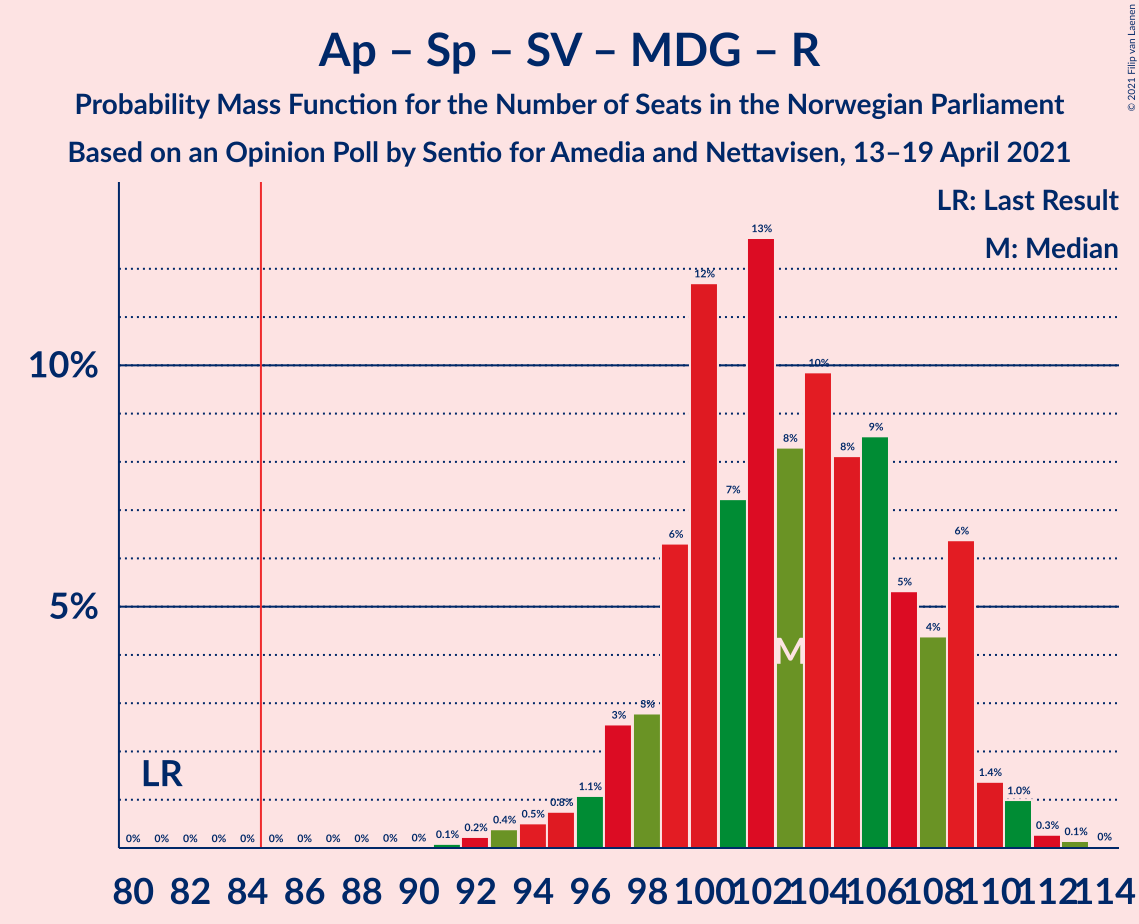 Ap – Sp – SV – MDG – R
Probability Mass Function for the Number of Seats in the Norwegian Parliament
Based on an Opinion Poll by Sentio for Amedia and Nettavisen, 13–19 April 2021
© 2021 Filip van Laenen
LR: Last Result
M: Median
13%
12%
10%
10%
9%
8%
8%
7%
6%
6%
5%
5%
4%
M
3%
3%
LR
1.4%
1.1%
1.0%
0.8%
0.5%
0.4%
0.2%
0.3%
0% 0% 0% 0% 0% 0% 0% 0% 0% 0% 0% 0.1% 0.1% 0%
80 82 84 86 88 90 92 94 96 98 100 102 104 106 108 110 112 114